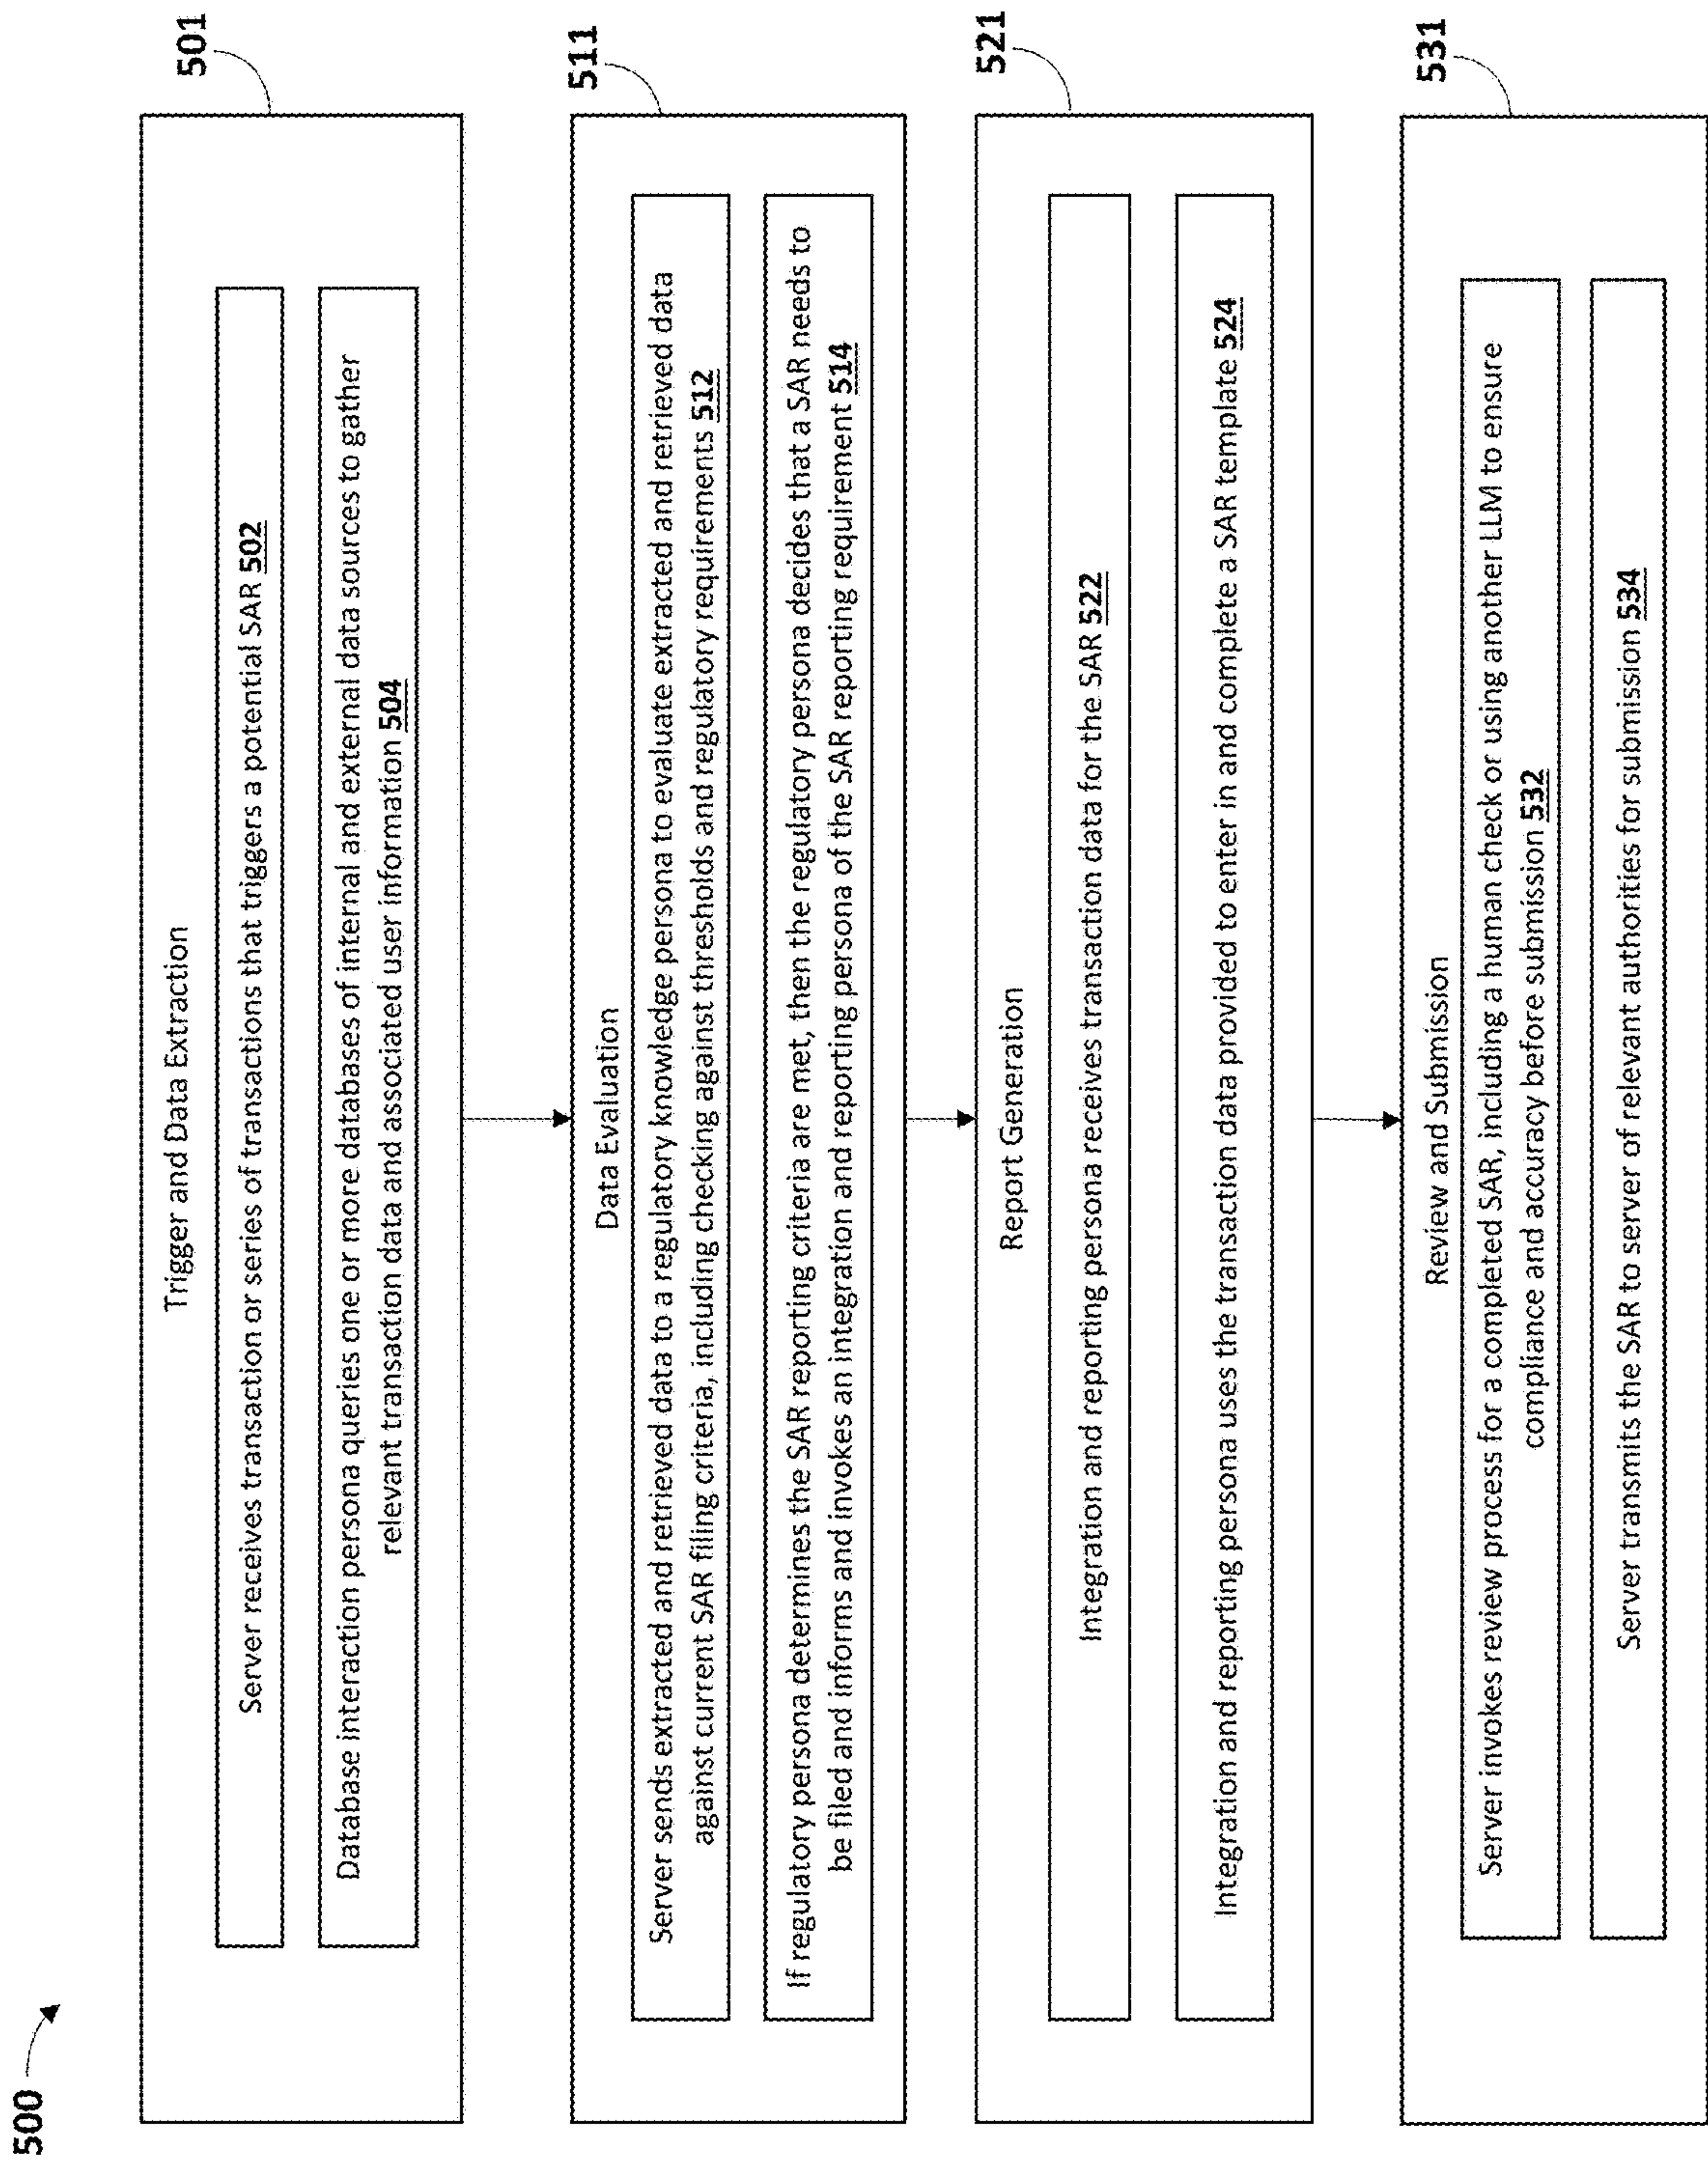 500
501
Trigger and Data Extraction
Server receives transaction or series of transactions that triggers a potential SAR 502
Database interaction persona queries one or more databases of internal and external data sources to gather
relevant transaction data and associated user information 504
511
Data Evaluation
Server sends extracted and retrieved data to a regulatory knowledge persona to evaluate extracted and retrieved data
against current SAR filing criteria, including checking against thresholds and regulatory requirements 512
If regulatory persona determines the SAR reporting criteria are met, then the regulatory persona decides that a SAR needs to
be filed and informs and invokes an integration and reporting persona of the SAR reporting requirement 514
521
Report Generation
Integration and reporting persona receives transaction data for the SAR 522
Integration and reporting persona uses the transaction data provided to enter in and complete a SAR template 524
531
Review and Submission
Server invokes review process for a completed SAR, including a human check or using another LLM to ensure
compliance and accuracy before submission 532
Server transmits the SAR to server of relevant authorities for submission 534